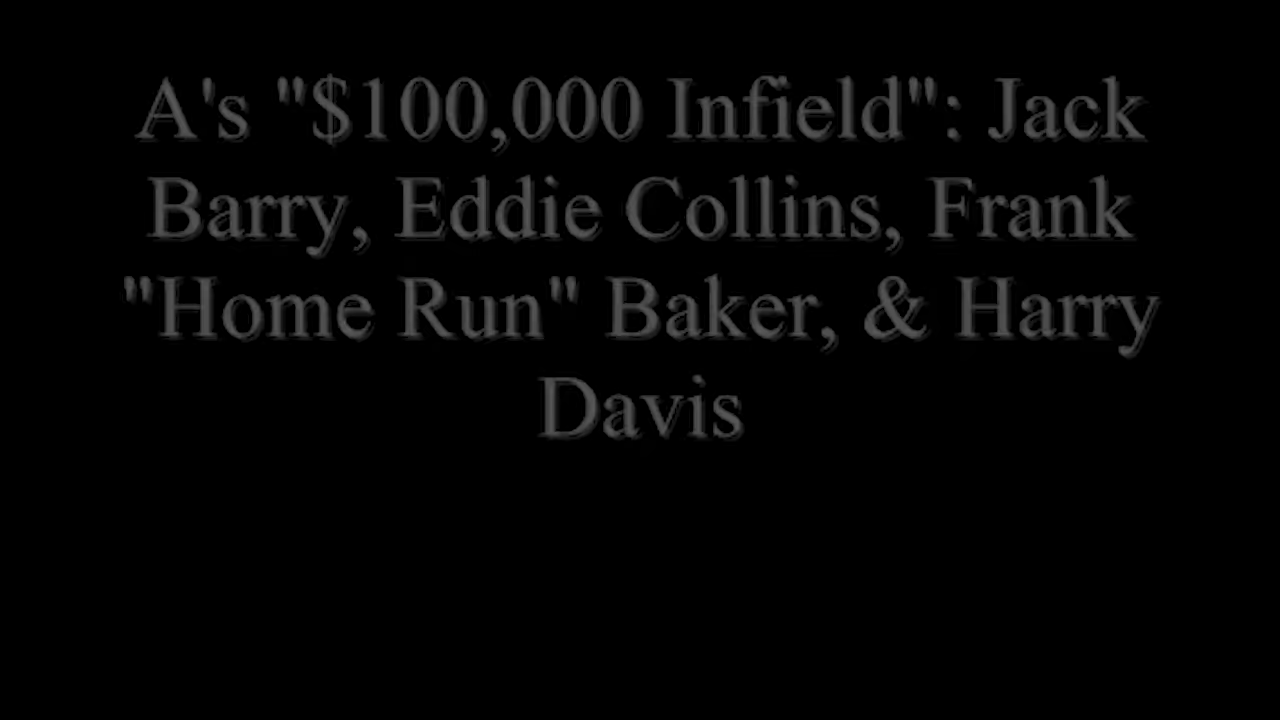 A's "$100,000 Infield": Jack
Barry, Eddie Collins, Frank
"Home Run" Baker, & Harry
Davis